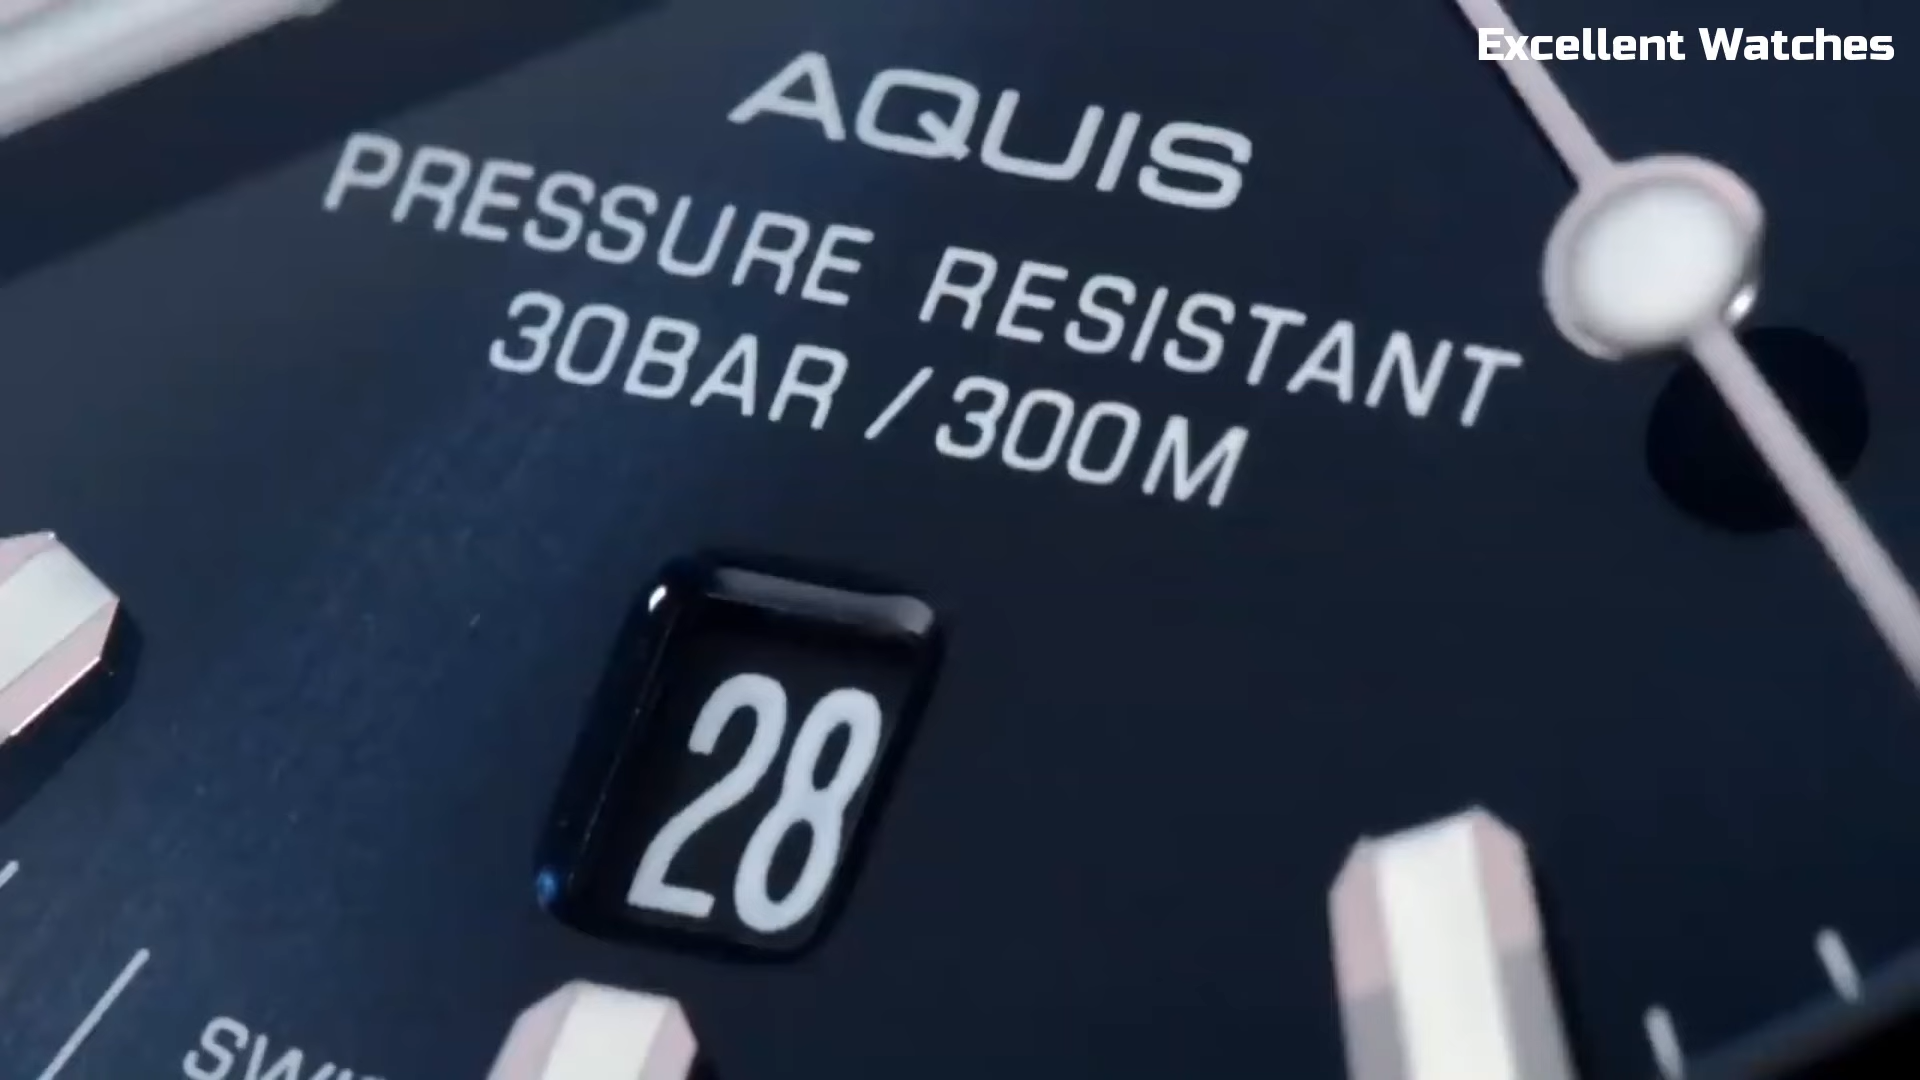 Excellent Watches
AQUIS
PRESSURE RESISTANT
30BAR/300M
28